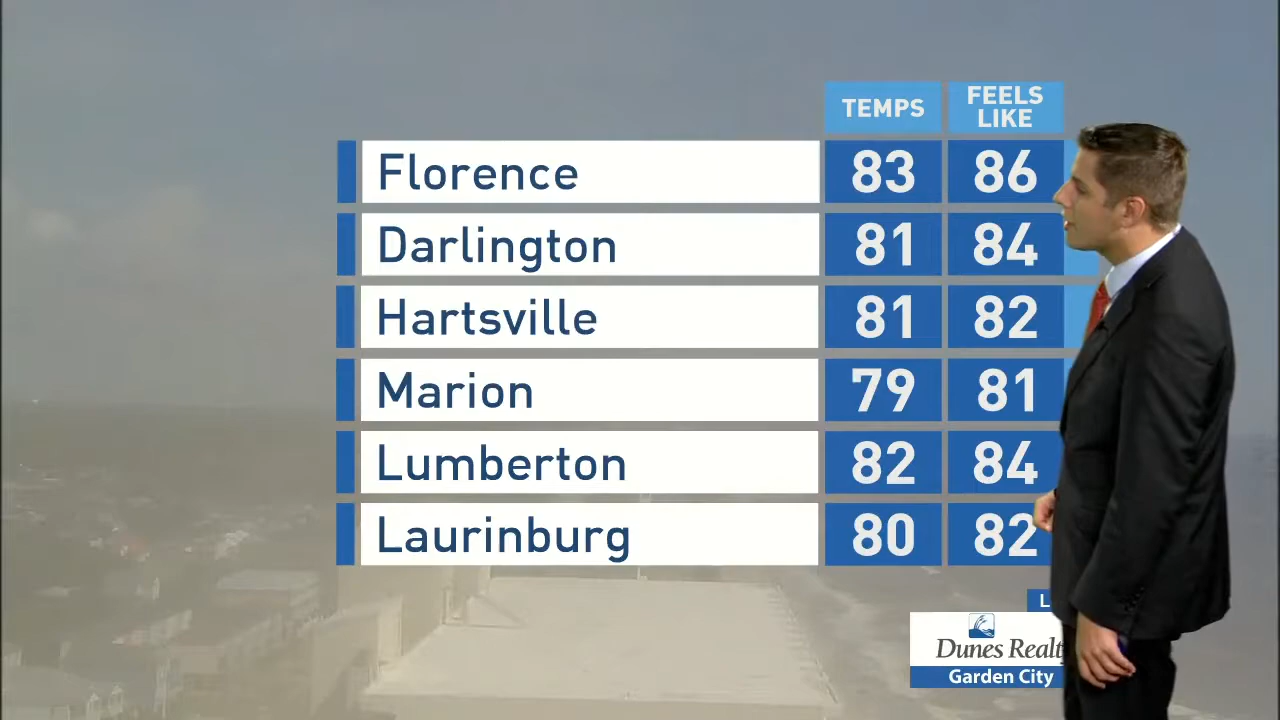 TEMPS
FEELS
LIKE
Florence 83 86
Darlington 81 84
Hartsville 81 82
Marion 79 81
Lumberton 82 84
Laurinburg 80 82
L
Dunes Realt
Garden City